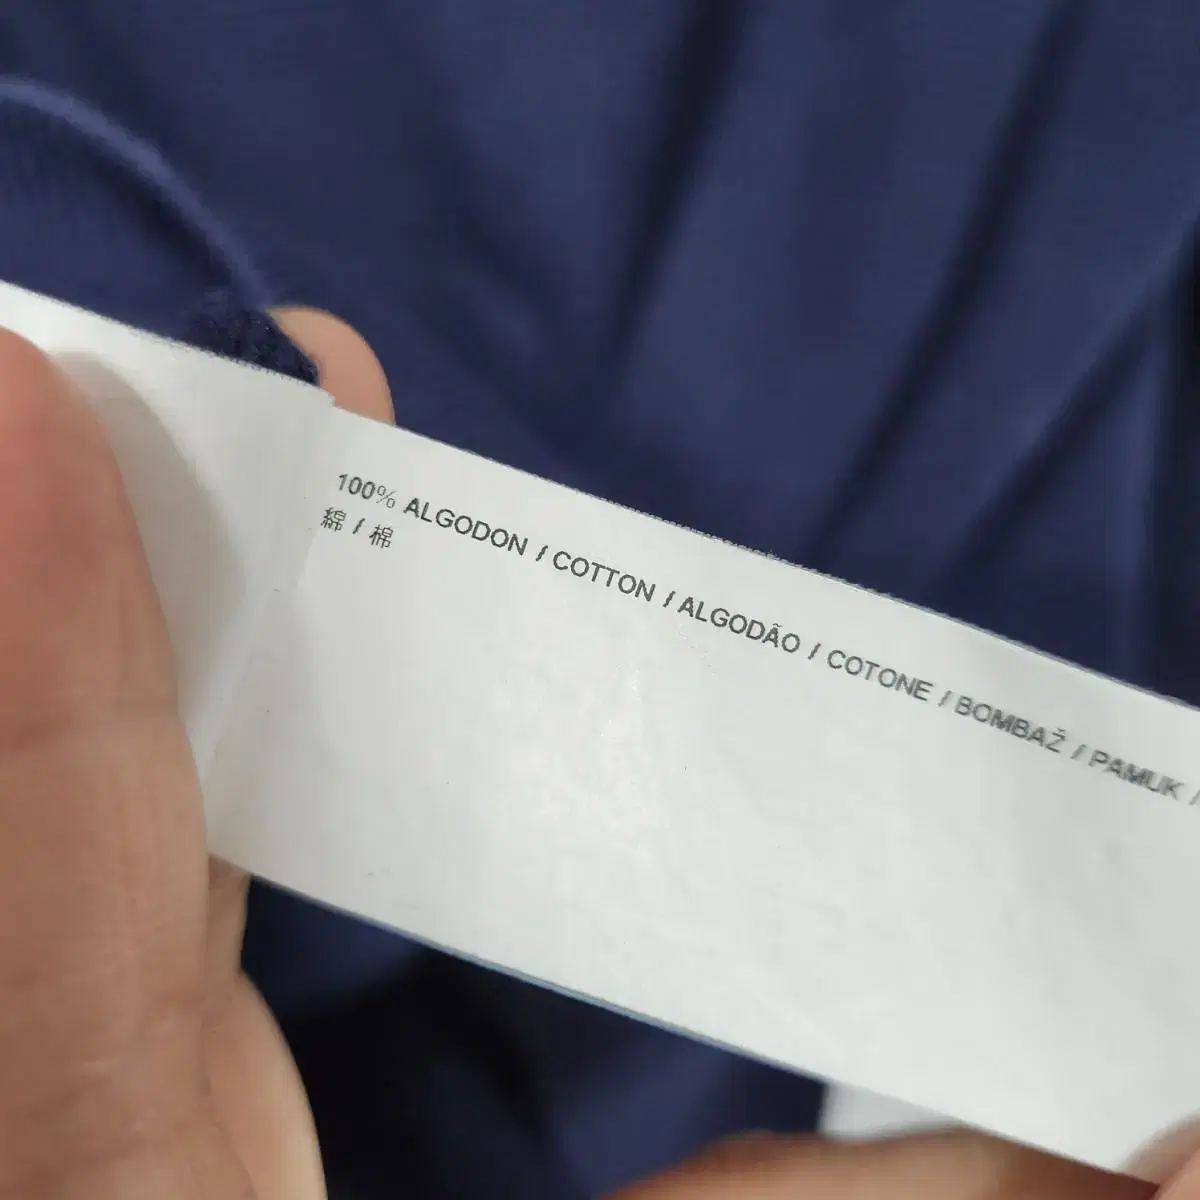 100% ALGODON / COTTON / ALGODÃO / COTONE / BOMBAŽ / PAMUK /
綿 / 棉